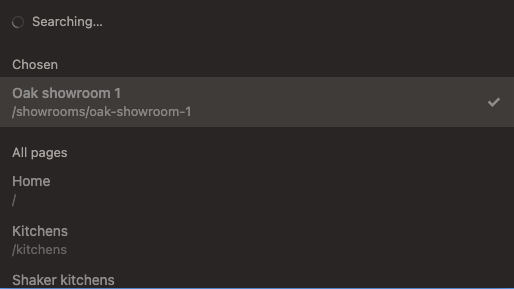 Searching...
Chosen
Oak showroom 1
/showrooms/oak-showroom-1
All pages
Home
/
Kitchens
/kitchens
Shaker kitchens